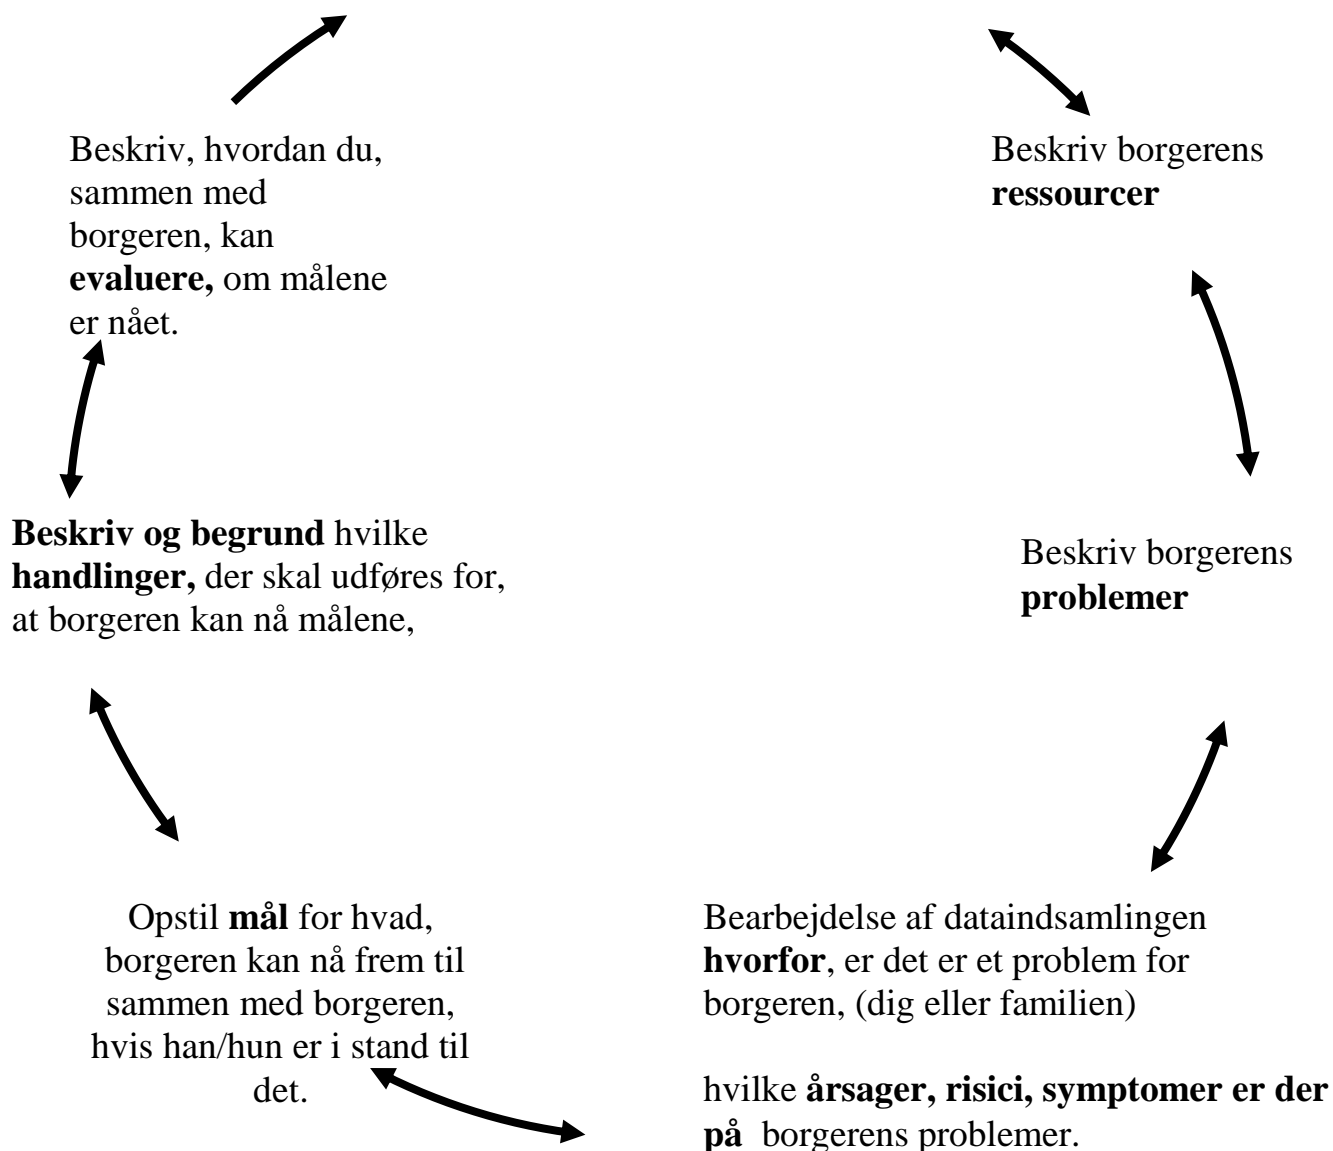 Beskriv, hvordan du,
sammen med
borgeren, kan
evaluere, om målene
er nået.
Beskriv borgerens
ressourcer
Beskriv og begrund hvilke
handlinger, der skal udføres for,
at borgeren kan nå målene,
Beskriv borgerens
problemer
Opstil mål for hvad,
borgeren kan nå frem til
sammen med borgeren,
hvis han/hun er i stand til
det.
Bearbejdelse af dataindsamlingen
hvorfor, er det er et problem for
borgeren, (dig eller familien)
hvilke årsager, risici, symptomer er der
på borgerens problemer.